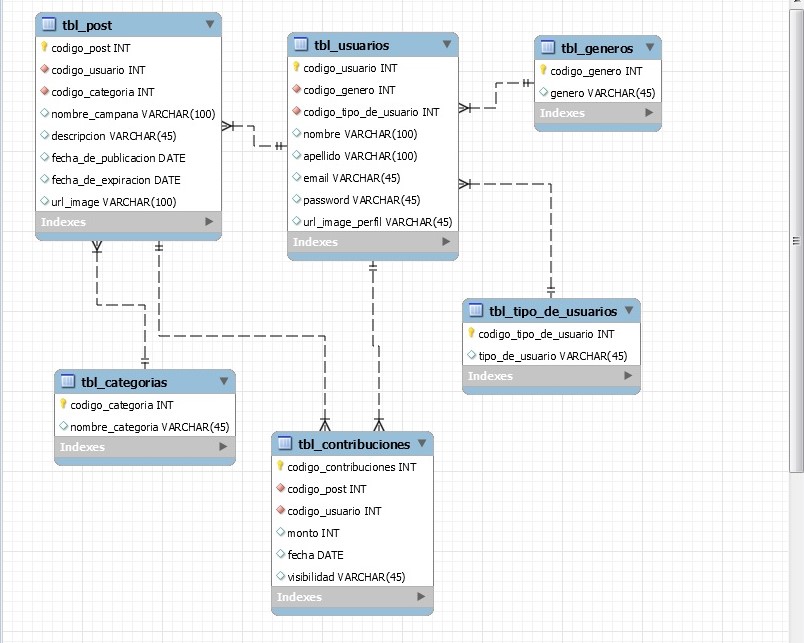 tbl_post
codigo_post INT
codigo_usuario INT
codigo_categoria INT
nombre_campana VARCHAR(100)
descripcion VARCHAR(45)
fecha_de_publicacion DATE
fecha_de_expiracion DATE
url_image VARCHAR(100)
Indexes
tbl_usuarios
codigo_usuario INT
codigo_genero INT
codigo_tipo_de_usuario INT
nombre VARCHAR(100)
apellido VARCHAR(100)
email VARCHAR(45)
password VARCHAR(45)
url_image_perfil VARCHAR(45)
Indexes
tbl_generos
codigo_genero INT
genero VARCHAR(45)
Indexes
tbl_tipo_de_usuarios
codigo_tipo_de_usuario INT
tipo_de_usuario VARCHAR(45)
Indexes
tbl_categorias
codigo_categoria INT
nombre_categoria VARCHAR(45)
Indexes
tbl_contribuciones
codigo_contribuciones INT
codigo_post INT
codigo_usuario INT
monto INT
fecha DATE
visibilidad VARCHAR(45)
Indexes